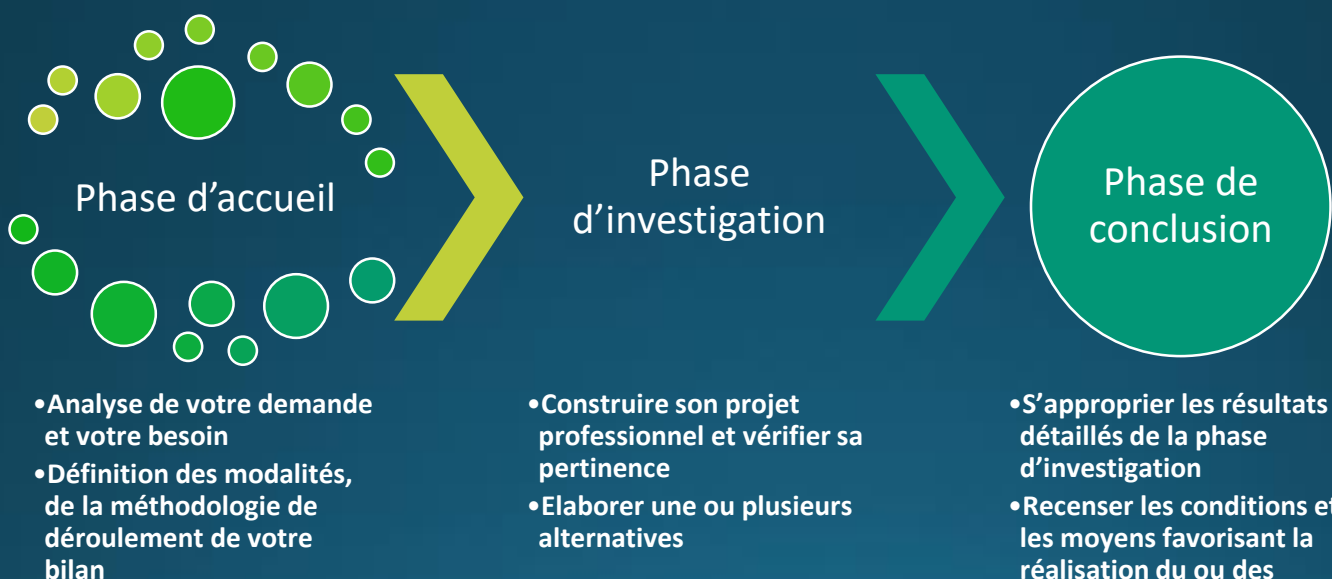 Phase d’accueil
•Analyse de votre demande
et votre besoin
•Définition des modalités,
de la méthodologie de
déroulement de votre
bilan
Phase
d’investigation
•Construire son projet
professionnel et vérifier sa
pertinence
•Elaborer une ou plusieurs
alternatives
Phase de
conclusion
•S’approprier les résultats
détaillés de la phase
d’investigation
•Recenser les conditions et
les moyens favorisant la
réalisation du ou des